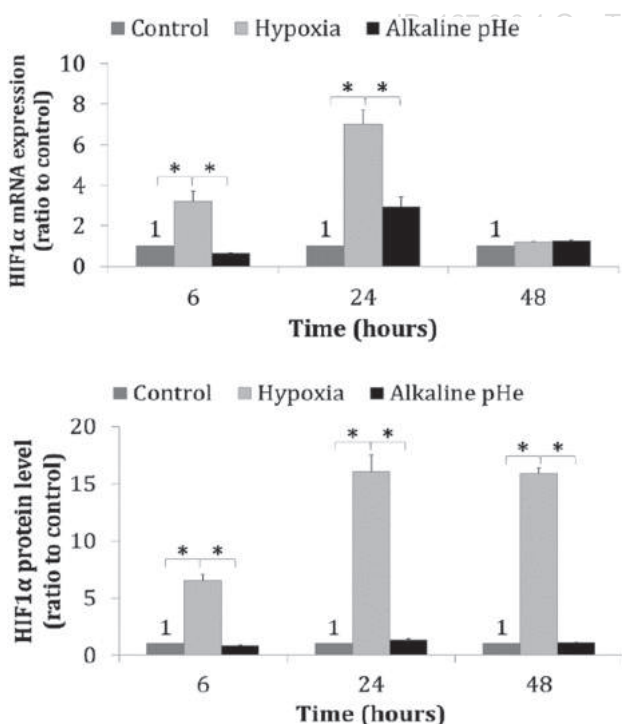 Control Hypoxia Alkaline pHe
HIF1α mRNA expression
(ratio to control)
10
8
6
4
2
0
* *
* *
1
1
1
6 24 48
Time (hours)
Control Hypoxia Alkaline pHe
HIF1α protein level
(ratio to control)
20
15
10
5
0
* *
* *
* *
1
1
1
6 24 48
Time (hours)